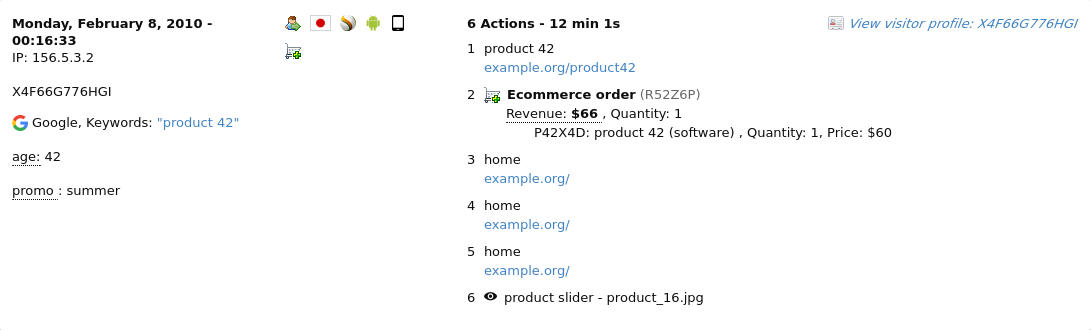 Monday, February 8, 2010 -
00:16:33
IP: 156.5.3.2
X4F66G776HGI
Google, Keywords: "product 42"
age: 42
promo : summer
6 Actions - 12 min 1s
View visitor profile: X4F66G776HGI
1 product 42
example.org/product42
2 Ecommerce order (R52Z6P)
Revenue: $66 , Quantity: 1
P42X4D: product 42 (software) , Quantity: 1, Price: $60
3 home
example.org/
4 home
example.org/
5 home
example.org/
6 product slider - product_16.jpg